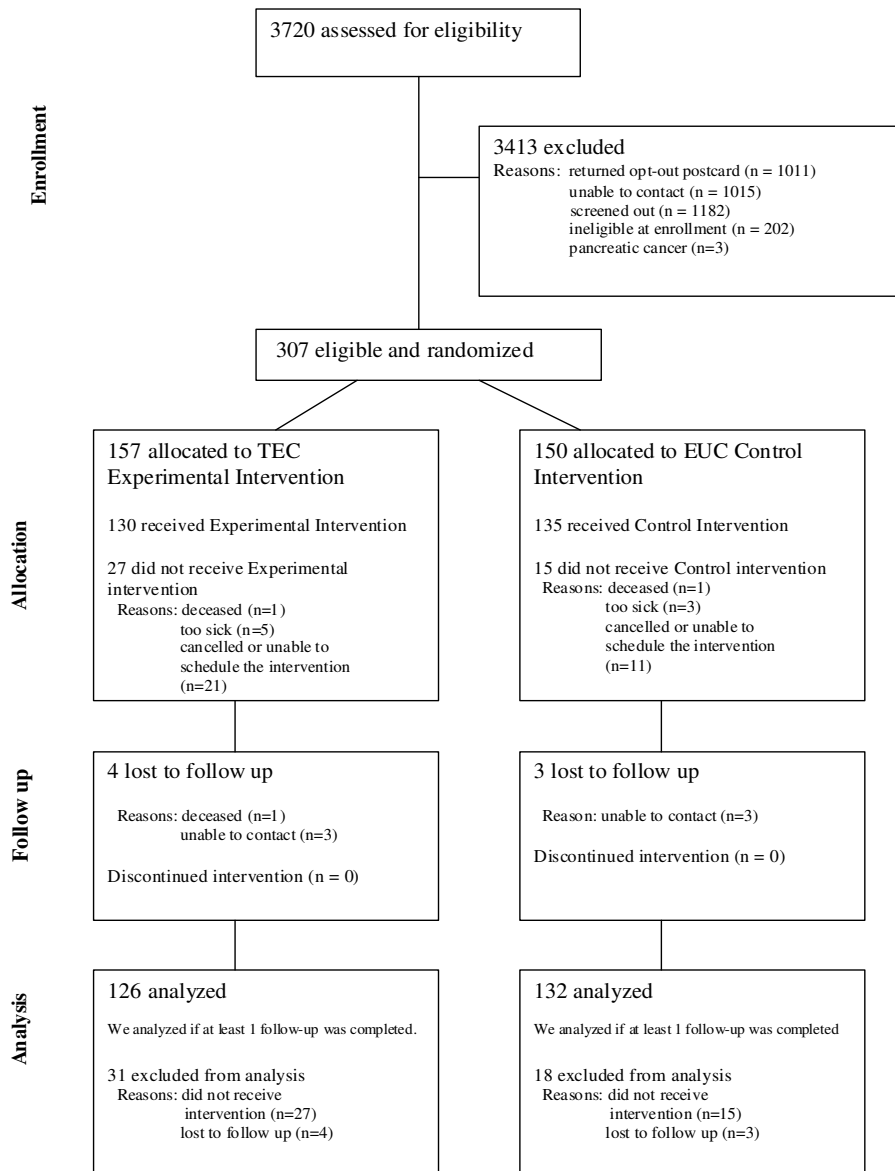 3720 assessed for eligibility
Enrollment
3413 excluded
Reasons: returned opt-out postcard (n = 1011)
unable to contact (n = 1015)
screened out (n = 1182)
ineligible at enrollment (n = 202)
pancreatic cancer (n=3)
307 eligible and randomized
Allocation
157 allocated to TEC
Experimental Intervention
130 received Experimental Intervention
27 did not receive Experimental
intervention
Reasons: deceased (n=1)
too sick (n=5)
cancelled or unable to
schedule the intervention
(n=21)
150 allocated to EUC Control
Intervention
135 received Control Intervention
15 did not receive Control intervention
Reasons: deceased (n=1)
too sick (n=3)
cancelled or unable to
schedule the intervention
(n=11)
Follow up
4 lost to follow up
Reasons: deceased (n=1)
unable to contact (n=3)
Discontinued intervention (n = 0)
3 lost to follow up
Reason: unable to contact (n=3)
Discontinued intervention (n = 0)
Analysis
126 analyzed
We analyzed if at least 1 follow-up was completed.
31 excluded from analysis
Reasons: did not receive
intervention (n=27)
lost to follow up (n=4)
132 analyzed
We analyzed if at least 1 follow-up was completed
18 excluded from analysis
Reasons: did not receive
intervention (n=15)
lost to follow up (n=3)